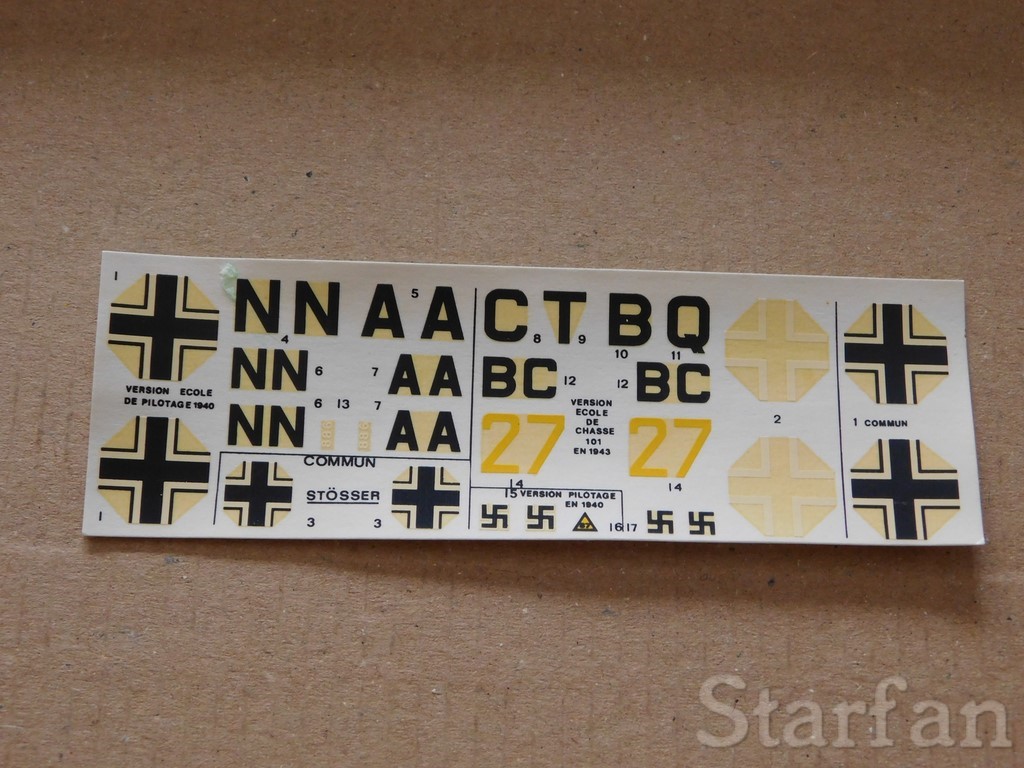 1
NN
4
5
AA
CT
8
9
BQ
10
11
NN
6
7
AA
BC
12
12
BC
VERSION ECOLE
DE PILOTAGE 1940
NN
6
13
7
AA
27
14
VERSION
ECOLE
DE
CHASSE
101
EN 1943
27
14
2
1 COMMUN
1
COMMUN
STÖSSER
3
3
15 VERSION PILOTAGE
EN 1940
16
17
Starfan